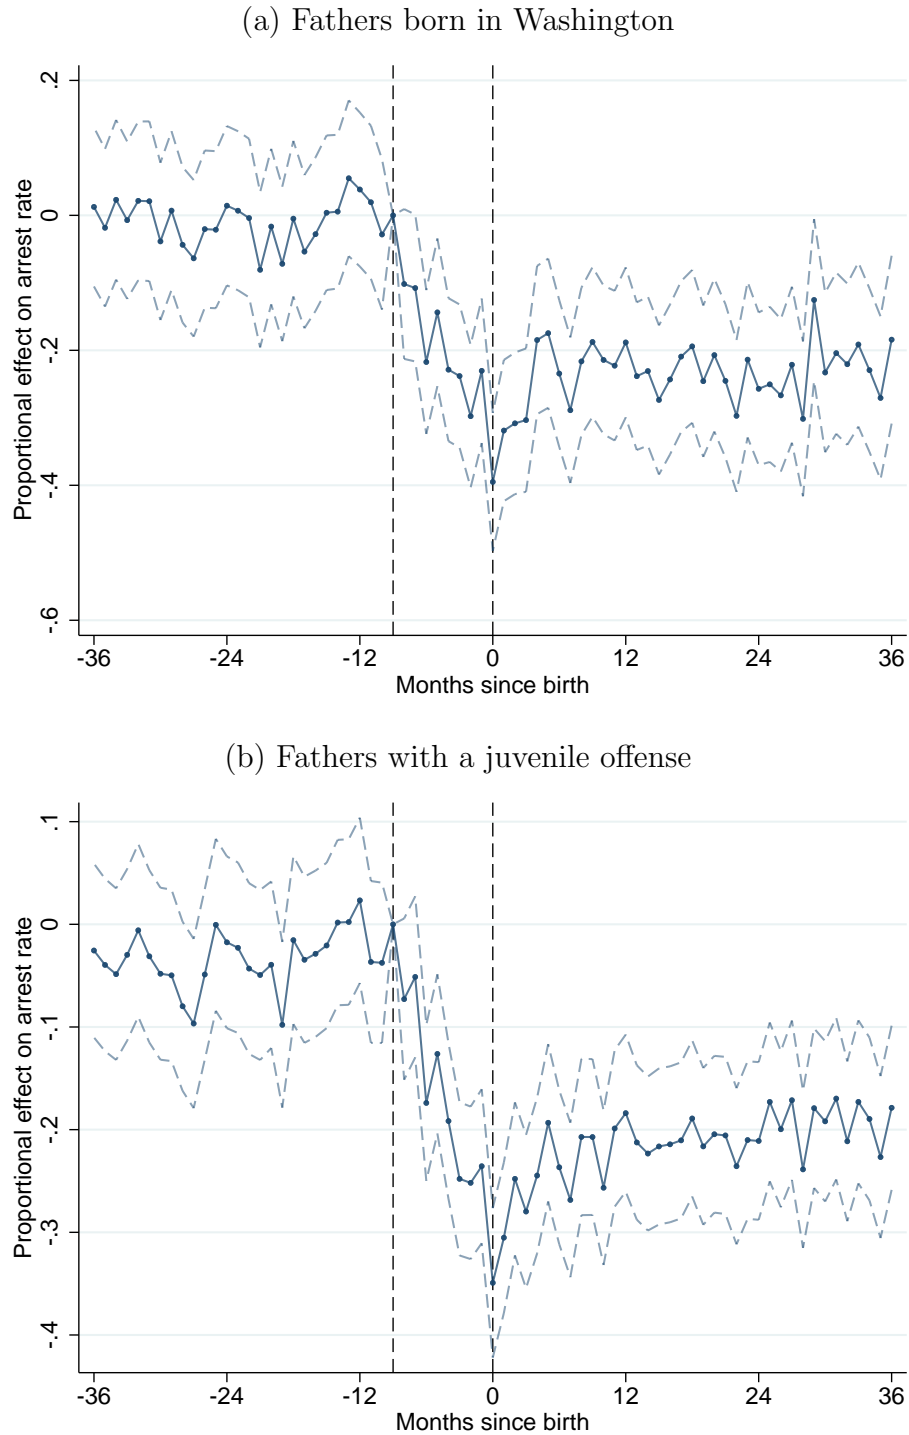 (a) Fathers born in Washington
Proportional effect on arrest rate
.2
0
-.2
-.4
-.6
-36 -24 -12 0 12 24 36
Months since birth
(b) Fathers with a juvenile offense
Proportional effect on arrest rate
.1
0
-.1
-.2
-.3
-.4
-36 -24 -12 0 12 24 36
Months since birth